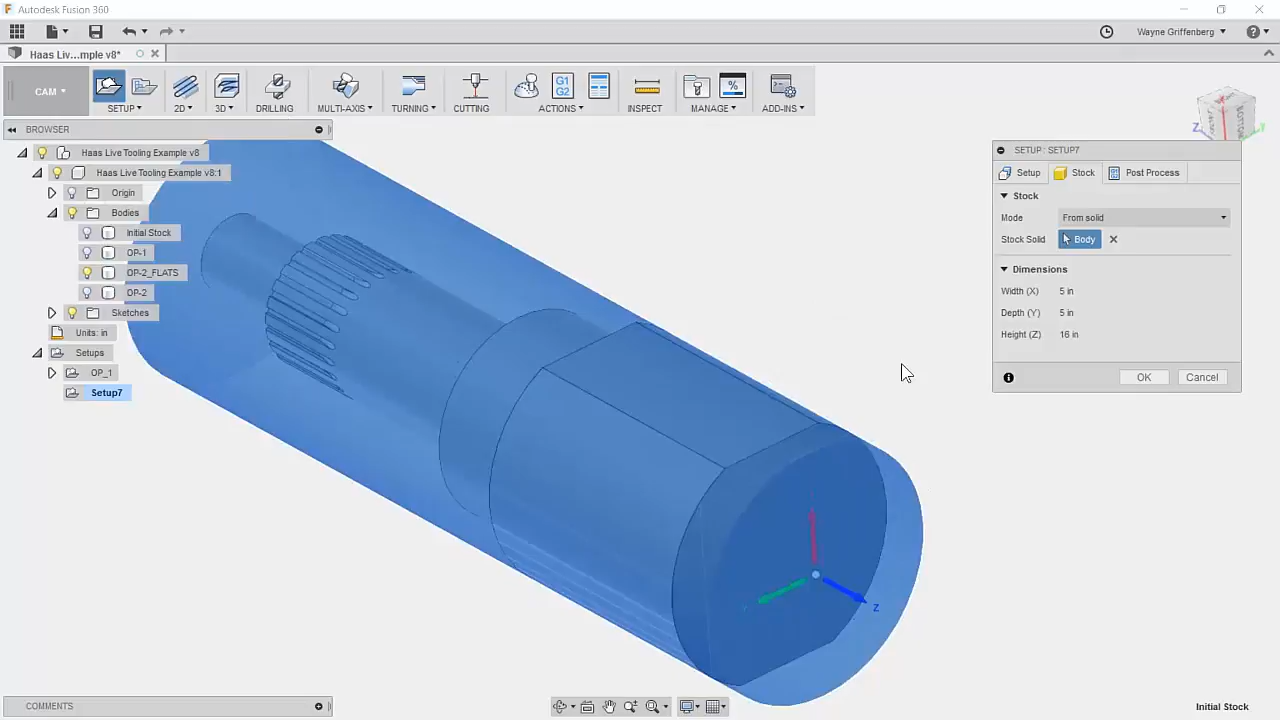 Autodesk Fusion 360
Wayne Griffenberg
Haas Liv...mple v8*
CAM
SETUP
2D
3D
DRILLING
MULTI-AXIS
TURNING
CUTTING
G1
G2
ACTIONS
INSPECT
%
MANAGE
ADD-INS
BROWSER
Haas Live Tooling Example v8
Haas Live Tooling Example v8:1
Origin
Bodies
Initial Stock
OP-1
OP-2_FLATS
OP-2
Sketches
Units: in
Setups
OP_1
Setup7
SETUP : SETUP7
Setup
Stock
Post Process
Stock
Mode
From solid
Stock Solid
Body
Dimensions
Width (X)
5 in
Depth (Y)
5 in
Height (Z)
16 in
OK
Cancel
Z
COMMENTS
Initial Stock